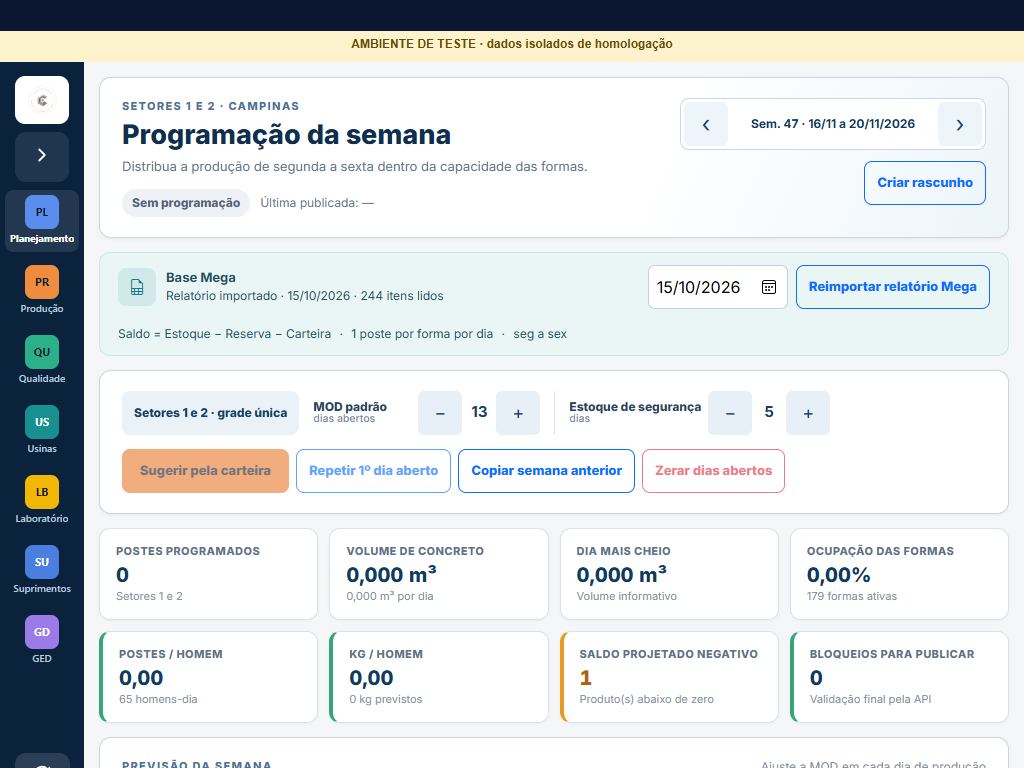 AMBIENTE DE TESTE · dados isolados de homologação
SETORES 1 E 2 · CAMPINAS
Programação da semana
Distribua a produção de segunda a sexta dentro da capacidade das formas.
Sem programação
Última publicada: —
‹
Sem. 47 · 16/11 a 20/11/2026
›
Criar rascunho
PL
Planejamento
PR
Produção
QU
Qualidade
US
Usinas
LB
Laboratório
SU
Suprimentos
GD
GED
Base Mega
Relatório importado · 15/10/2026 · 244 itens lidos
15/10/2026
Reimportar relatório Mega
Saldo = Estoque − Reserva − Carteira · 1 poste por forma por dia · seg a sex
Setores 1 e 2 · grade única
MOD padrão
dias abertos
− 13 +
Estoque de segurança
dias
− 5 +
Sugerir pela carteira
Repetir 1º dia aberto
Copiar semana anterior
Zerar dias abertos
POSTES PROGRAMADOS
0
Setores 1 e 2
VOLUME DE CONCRETO
0,000 m³
0,000 m³ por dia
DIA MAIS CHEIO
0,000 m³
Volume informativo
OCUPAÇÃO DAS FORMAS
0,00%
179 formas ativas
POSTES / HOMEM
0,00
65 homens-dia
KG / HOMEM
0,00
0 kg previstos
SALDO PROJETADO NEGATIVO
1
Produto(s) abaixo de zero
BLOQUEIOS PARA PUBLICAR
0
Validação final pela API
PREVISÃO DA SEMANA
Ajuste a MOD em cada dia de produção